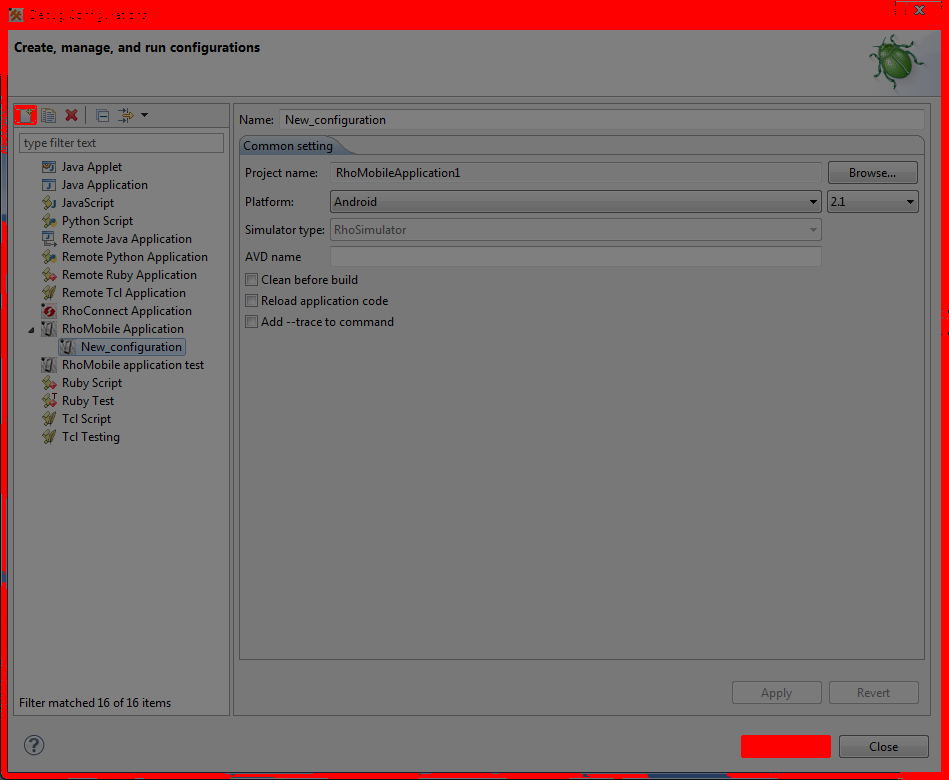 Debug Configurations
Create, manage, and run configurations
type filter text
Java Applet
Java Application
JavaScript
Python Script
Remote Java Application
Remote Python Application
Remote Ruby Application
Remote Tcl Application
RhoConnect Application
RhoMobile Application
New_configuration
RhoMobile application test
Ruby Script
Ruby Test
Tcl Script
Tcl Testing
Filter matched 16 of 16 items
Name: New_configuration
Common setting
Project name: RhoMobileApplication1 Browse...
Platform: Android 2.1
Simulator type: RhoSimulator
AVD name
Clean before build
Reload application code
Add --trace to command
Apply Revert
Close